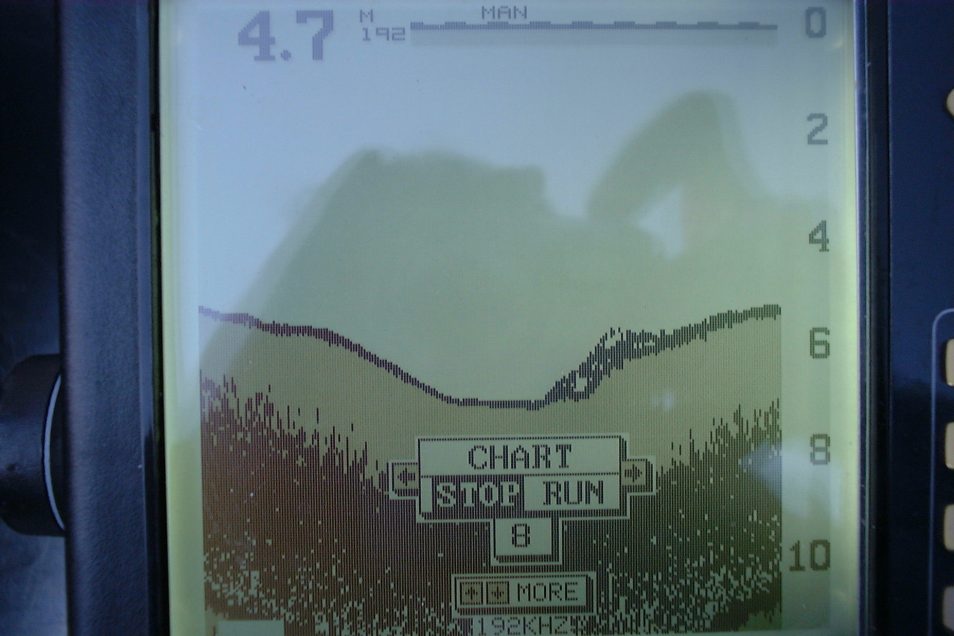 4.7 M MAN 0
192
2
4
6
8
CHART
STOP RUN
8
10
MORE
192KHZ